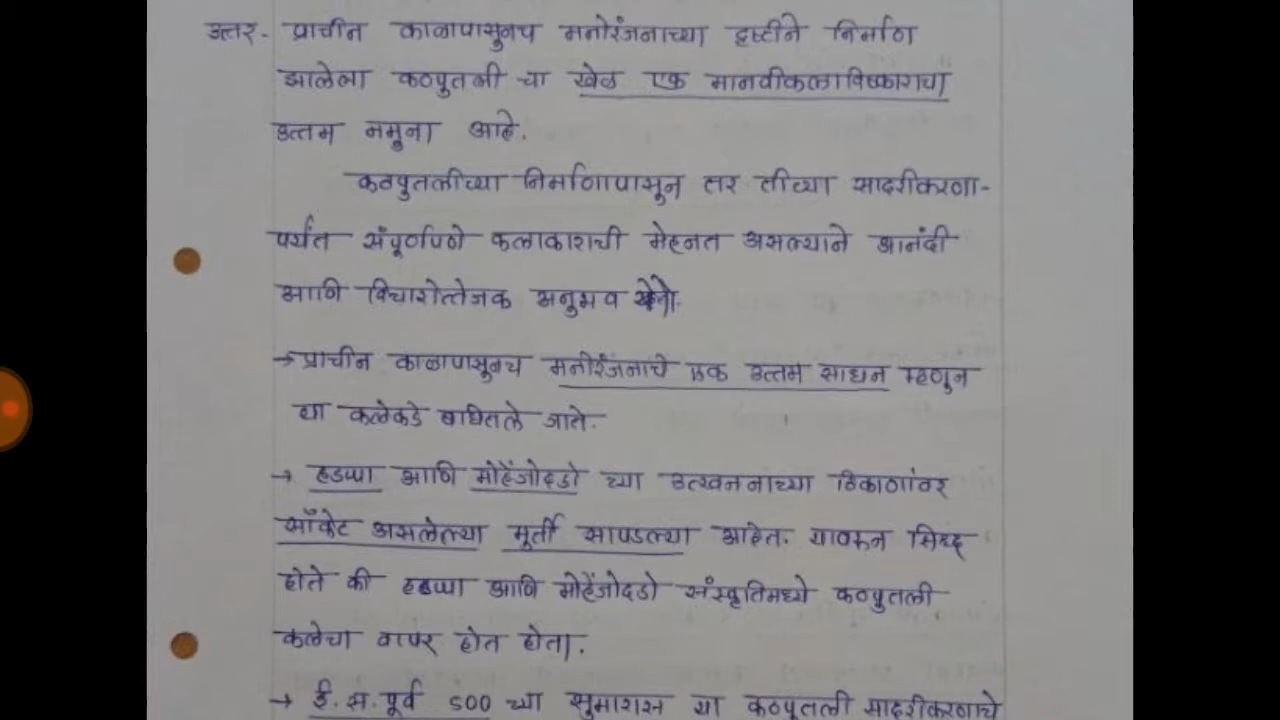 उत्तर - प्राचीन काळापासुनच मनोरंजनाच्या दृष्टीने निर्माण
झालेला कठपुतली चा खेळ एक मानवीकलाविष्काराचा
उत्तम नमुना आहे.
कठपुतलीच्या निर्माणापासून तर तीच्या सादरीकरणा-
पर्यंत संपूर्णपणे कलाकाराची मेहनत असल्याने आनंदी
आणि विचारोत्तेजक अनुभव येतो.
→ प्राचीन काळापासुनच मनोरंजनाचे एक उत्तम साधन म्हणुन
या कलेकडे बघितले जाते.
→ हडप्पा आणि मोहेंजोदडो च्या उत्खननाच्या ठिकाणांवर
सॉकेट असलेल्या मुर्ती सापडल्या आहेत. यावरुन सिध्द
होते की हडप्पा आणि मोहेंजोदडो संस्कृतिमध्ये कठपुतली
कलेचा वापर होत होता.
→ ई.स.पूर्व 500 च्या सुमारास या कठपुतली सादरीकरणाचे